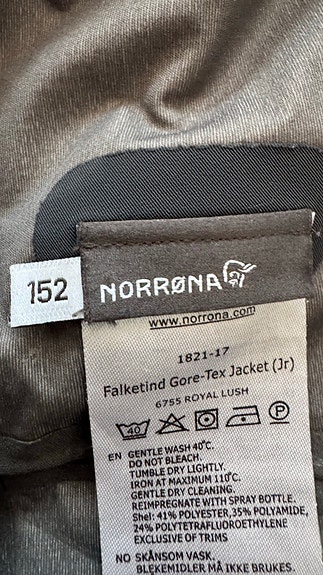 152
NORRØNA
www.norrona.com
1821-17
Falketind Gore-Tex Jacket (Jr)
6755 ROYAL LUSH
40 P
EN GENTLE WASH 40°C.
DO NOT BLEACH.
TUMBLE DRY LIGHTLY.
IRON AT MAXIMUM 110°C.
GENTLE DRY CLEANING.
REIMPREGNATE WITH SPRAY BOTTLE.
Shel: 41% POLYESTER,35% POLYAMIDE,
24% POLYTETRAFLUOROETHYLENE
EXCLUSIVE OF TRIMS
NO SKÅNSOM VASK.
BLEKEMIDLER MÅ IKKE BRUKES.